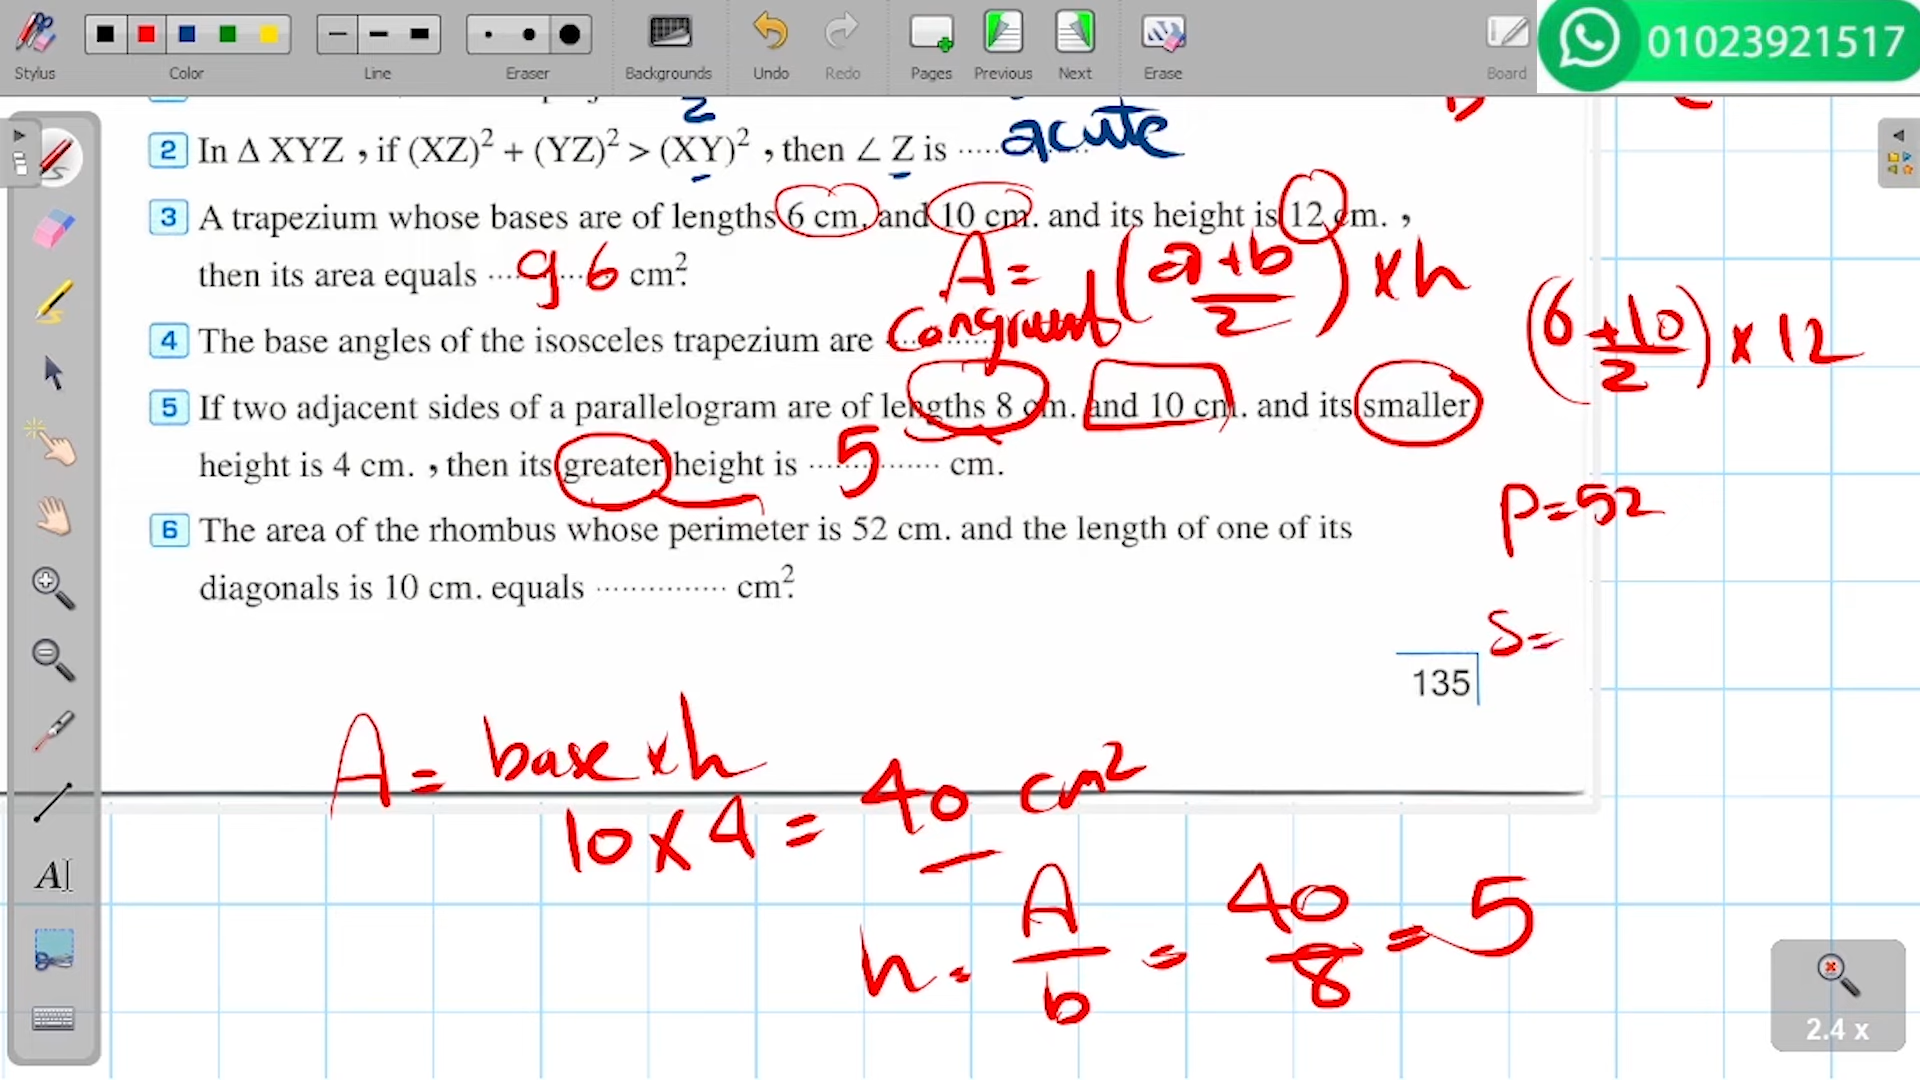 Stylus Color Line Eraser Backgrounds Undo Redo Pages Previous Next Erase Board
01023921517
2 In Δ XYZ , if (XZ)² + (YZ)² > (XY)² , then ∠ Z is ········ acute
3 A trapezium whose bases are of lengths 6 cm. and 10 cm. and its height is 12 cm. ,
then its area equals ········ 96 cm².
A = (a+b/2) × h
(6+10/2) × 12
4 The base angles of the isosceles trapezium are ········ congruent
5 If two adjacent sides of a parallelogram are of lengths 8 cm. and 10 cm. and its smaller
height is 4 cm. , then its greater height is ········ 5 cm.
P = 52
6 The area of the rhombus whose perimeter is 52 cm. and the length of one of its
diagonals is 10 cm. equals ·············· cm².
S =
135
A = base × h
10 × 4 = 40 cm²
h = A/b = 40/8 = 5
2.4 x